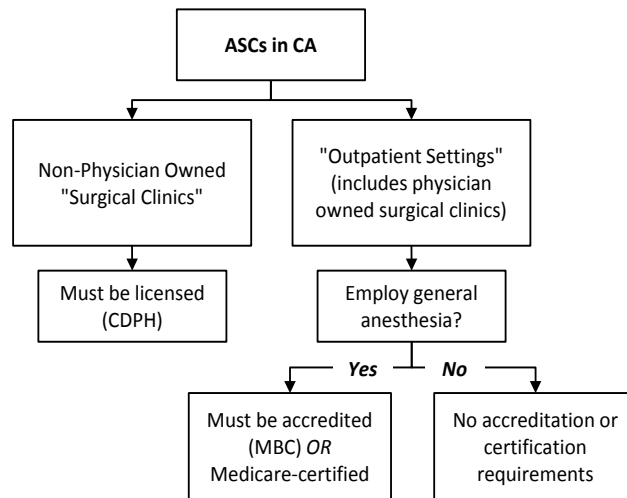 ASCs in CA
Non-Physician Owned
"Surgical Clinics"
"Outpatient Settings"
(includes physician
owned surgical clinics)
Must be licensed
(CDPH)
Employ general
anesthesia?
Yes
No
Must be accredited
(MBC) OR
Medicare-certified
No accreditation or
certification
requirements